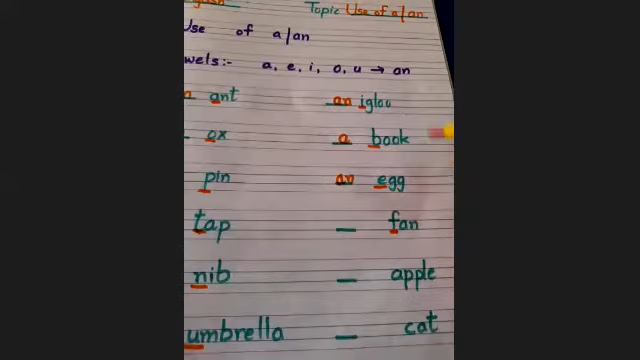 Topic Use of a/an
Use of a/an
a, e, i, o, u → an
ant an igloo
ox a book
pin an egg
tap _ fan
nib _ apple
umbrella _ cat